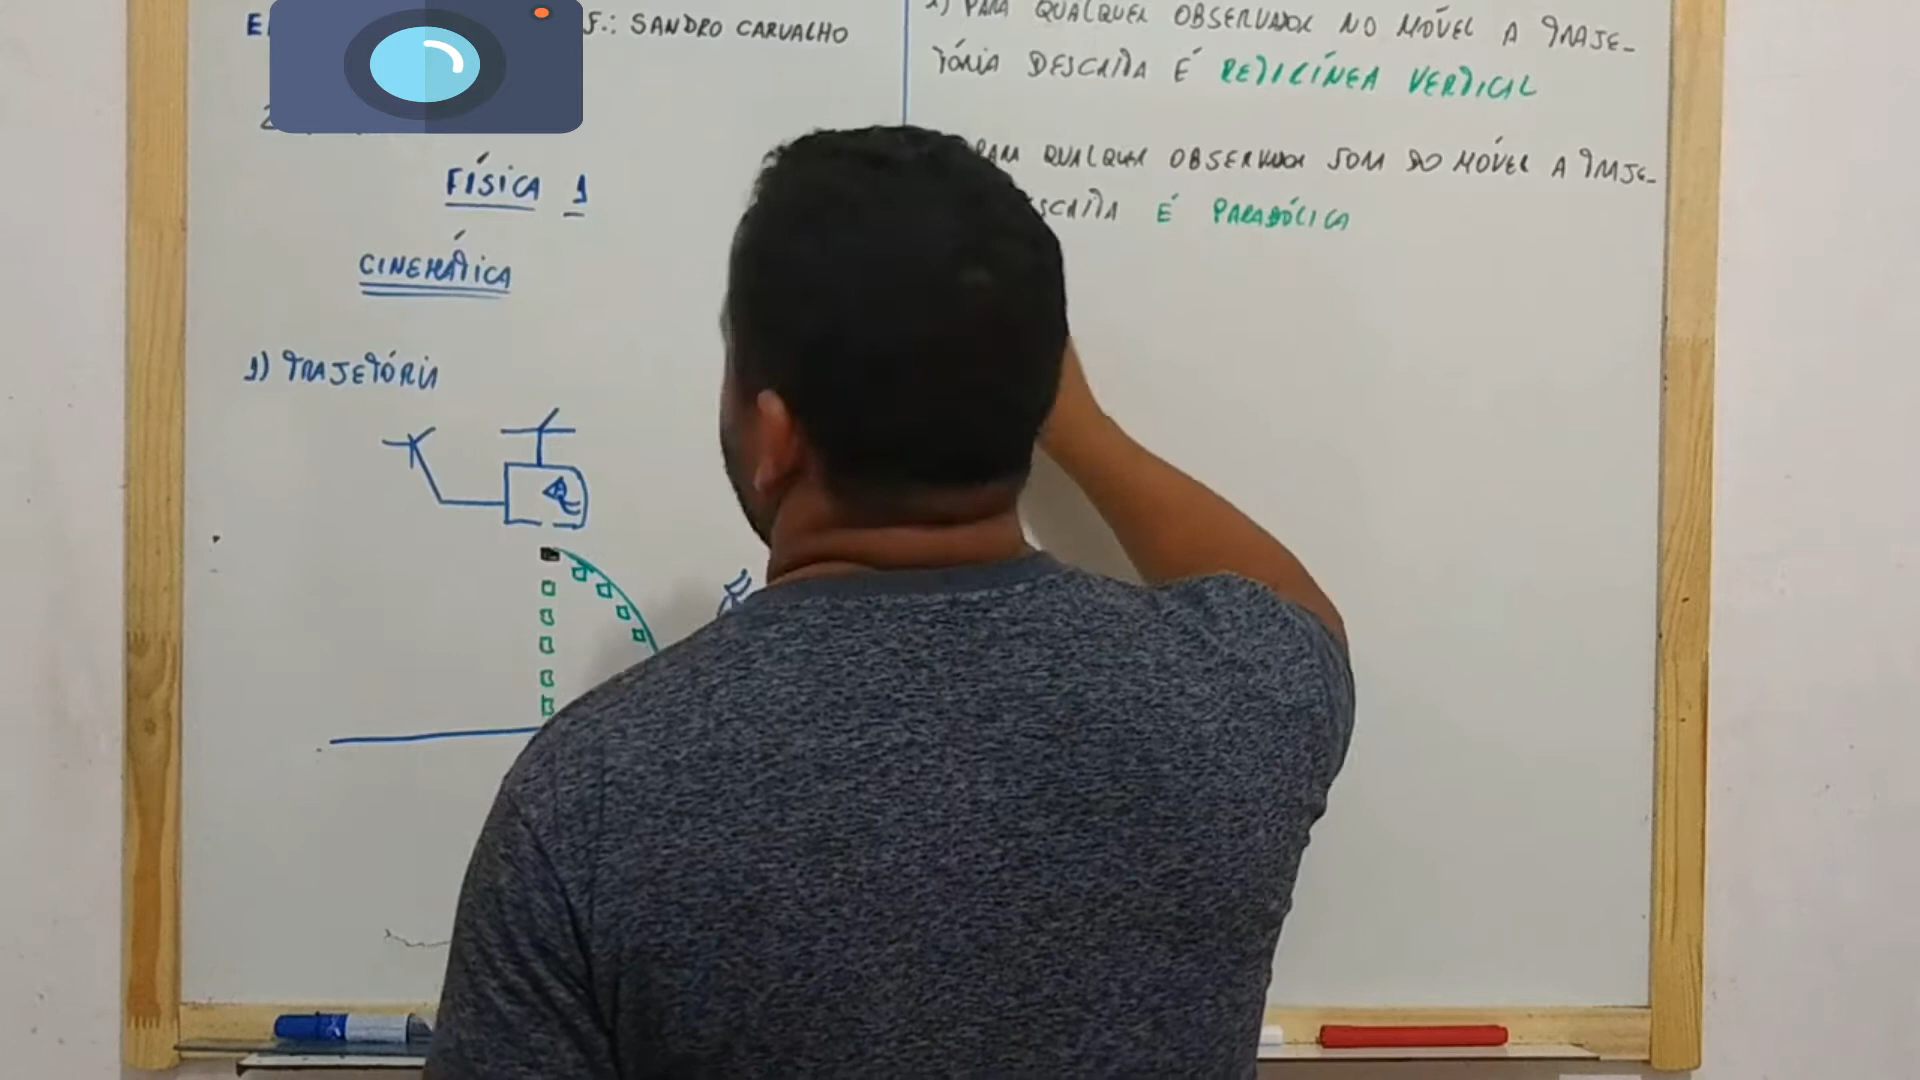 F.: SANDRO CARVALHO
FÍSICA 1
CINEMÁTICA
1) TRAJETÓRIA
PARA QUALQUER OBSERVADOR NO MÓVEL A TRAJE-
TÓRIA DESCRITA É RETILÍNEA VERTICAL
PARA QUALQUER OBSERVADOR FORA DO MÓVEL A TRAJE-
SCRITA É PARABÓLICA